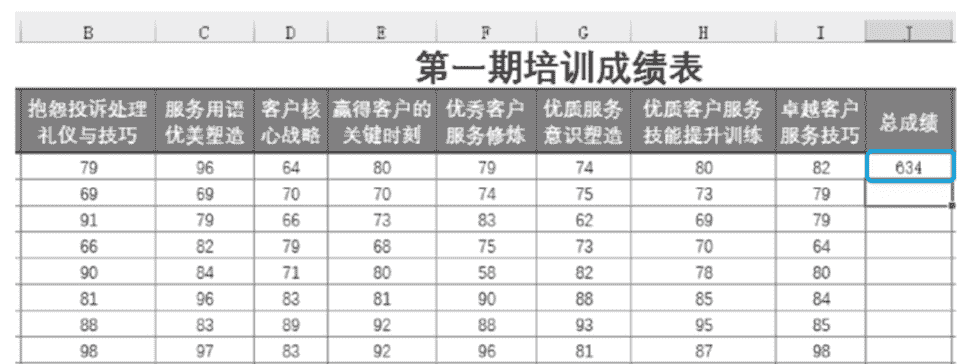 B C D E F G H I J
第一期培训成绩表
抱怨投诉处理礼仪与技巧 服务用语优美塑造 客户核心战略 赢得客户的关键时刻 优秀客户服务修炼 优质服务意识塑造 优质客户服务技能提升训练 卓越客户服务技巧 总成绩
79 96 64 80 79 74 80 82 634
69 69 70 70 74 75 73 79
91 79 66 73 83 62 69 79
66 82 79 68 75 73 70 64
90 84 71 80 58 82 78 80
81 96 83 81 90 88 85 84
88 83 89 92 88 93 95 85
98 97 83 92 96 81 87 98